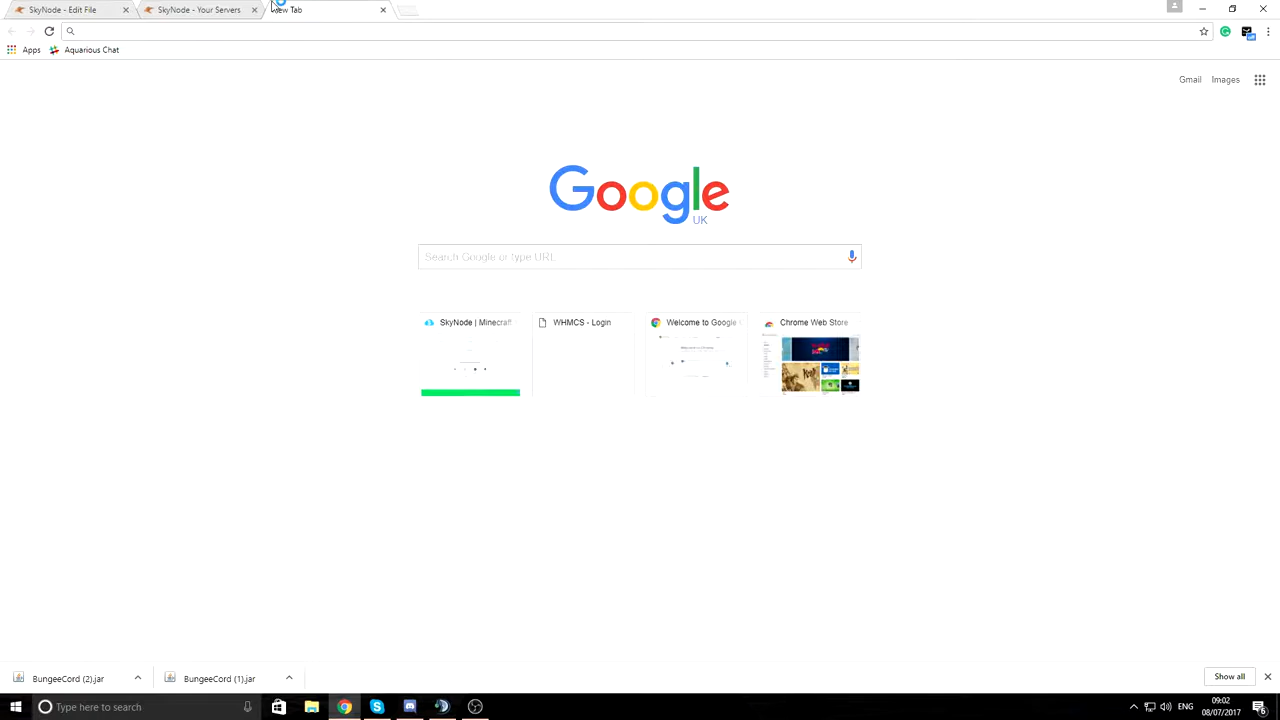 SkyNode - Edit File
SkyNode - Your Servers
New Tab
Apps
Aquarious Chat
Gmail
Images
Google
UK
Search Google or type URL
SkyNode | Minecraft
WHMCS - Login
Welcome to Google
Chrome Web Store
BungeeCord (2).jar
BungeeCord (1).jar
Show all
Type here to search
ENG
09:02
08/07/2017
6